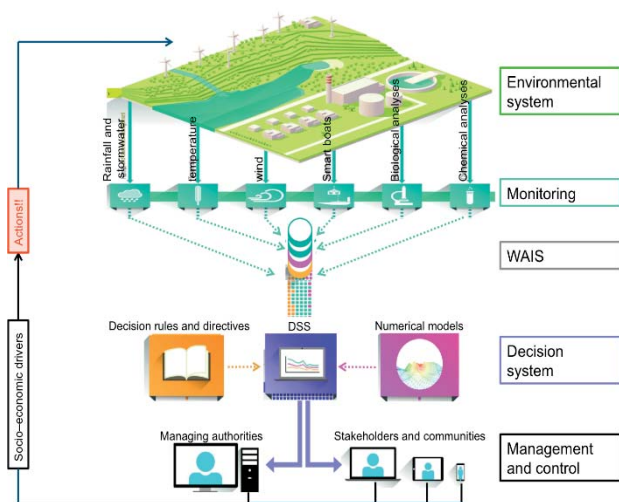 Environmental
system
Rainfall and
stormwater
temperature
wind
Smart boats
Biological analyses
Chemical analyses
Monitoring
Actions!!
WAIS
Decision rules and directives
DSS
Numerical models
Decision
system
Socio-economic drivers
Managing authorities
Stakeholders and communities
Management
and control